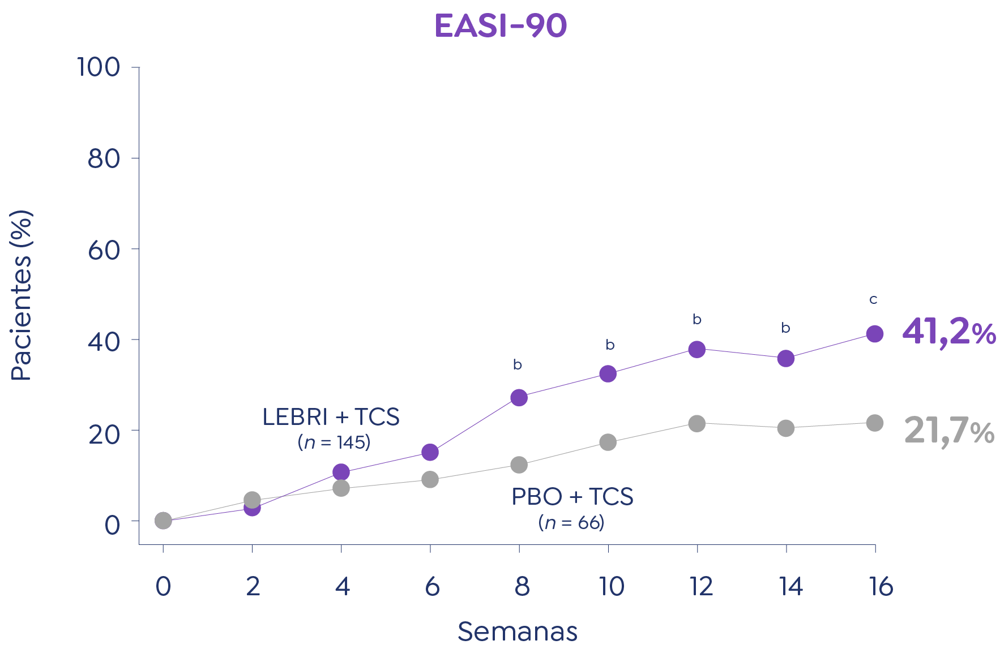 EASI-90
100
80
60
40
20
0
Pacientes (%)
LEBRI + TCS
(n = 145)
PBO + TCS
(n = 66)
b
b
b
b
c
41,2%
21,7%
0 2 4 6 8 10 12 14 16
Semanas